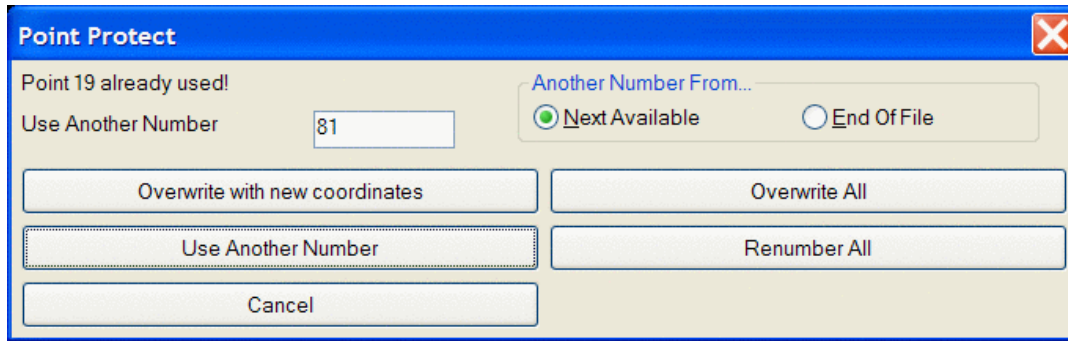 Point Protect
Point 19 already used!
Use Another Number 81
Another Number From...
Next Available End Of File
Overwrite with new coordinates Overwrite All
Use Another Number Renumber All
Cancel